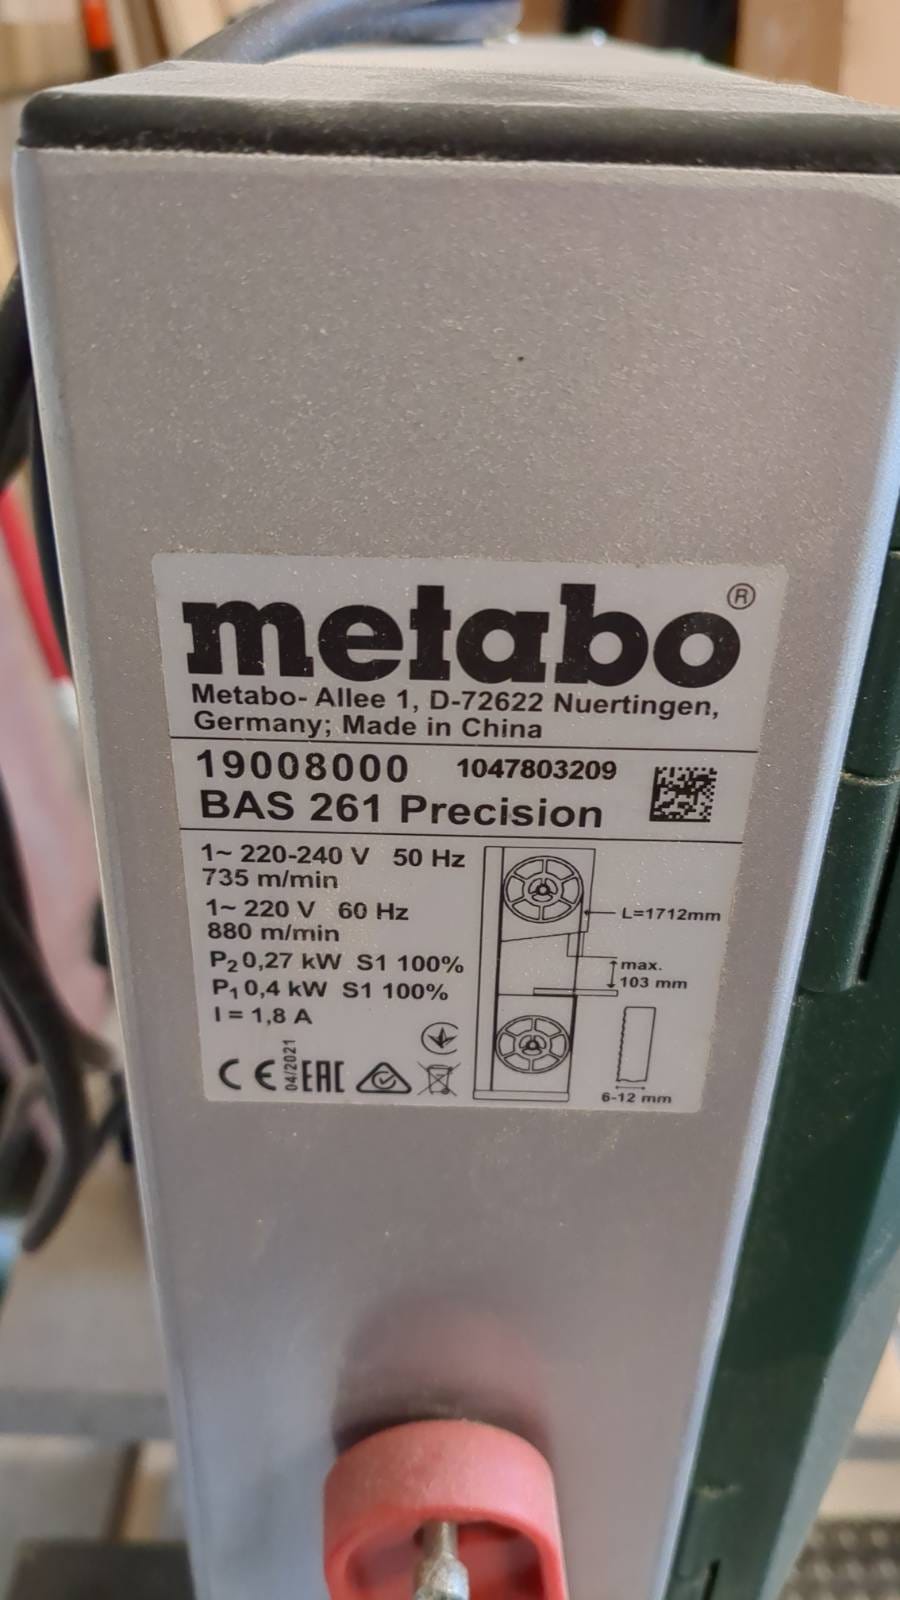 metabo®
Metabo- Allee 1, D-72622 Nuertingen,
Germany; Made in China
19008000 1047803209
BAS 261 Precision
1~ 220-240 V 50 Hz
735 m/min
1~ 220 V 60 Hz
880 m/min
P₂ 0,27 kW S1 100%
P₁ 0,4 kW S1 100%
I = 1,8 A
CE 04/2021 EAC
L=1712mm
max.
103 mm
6-12 mm